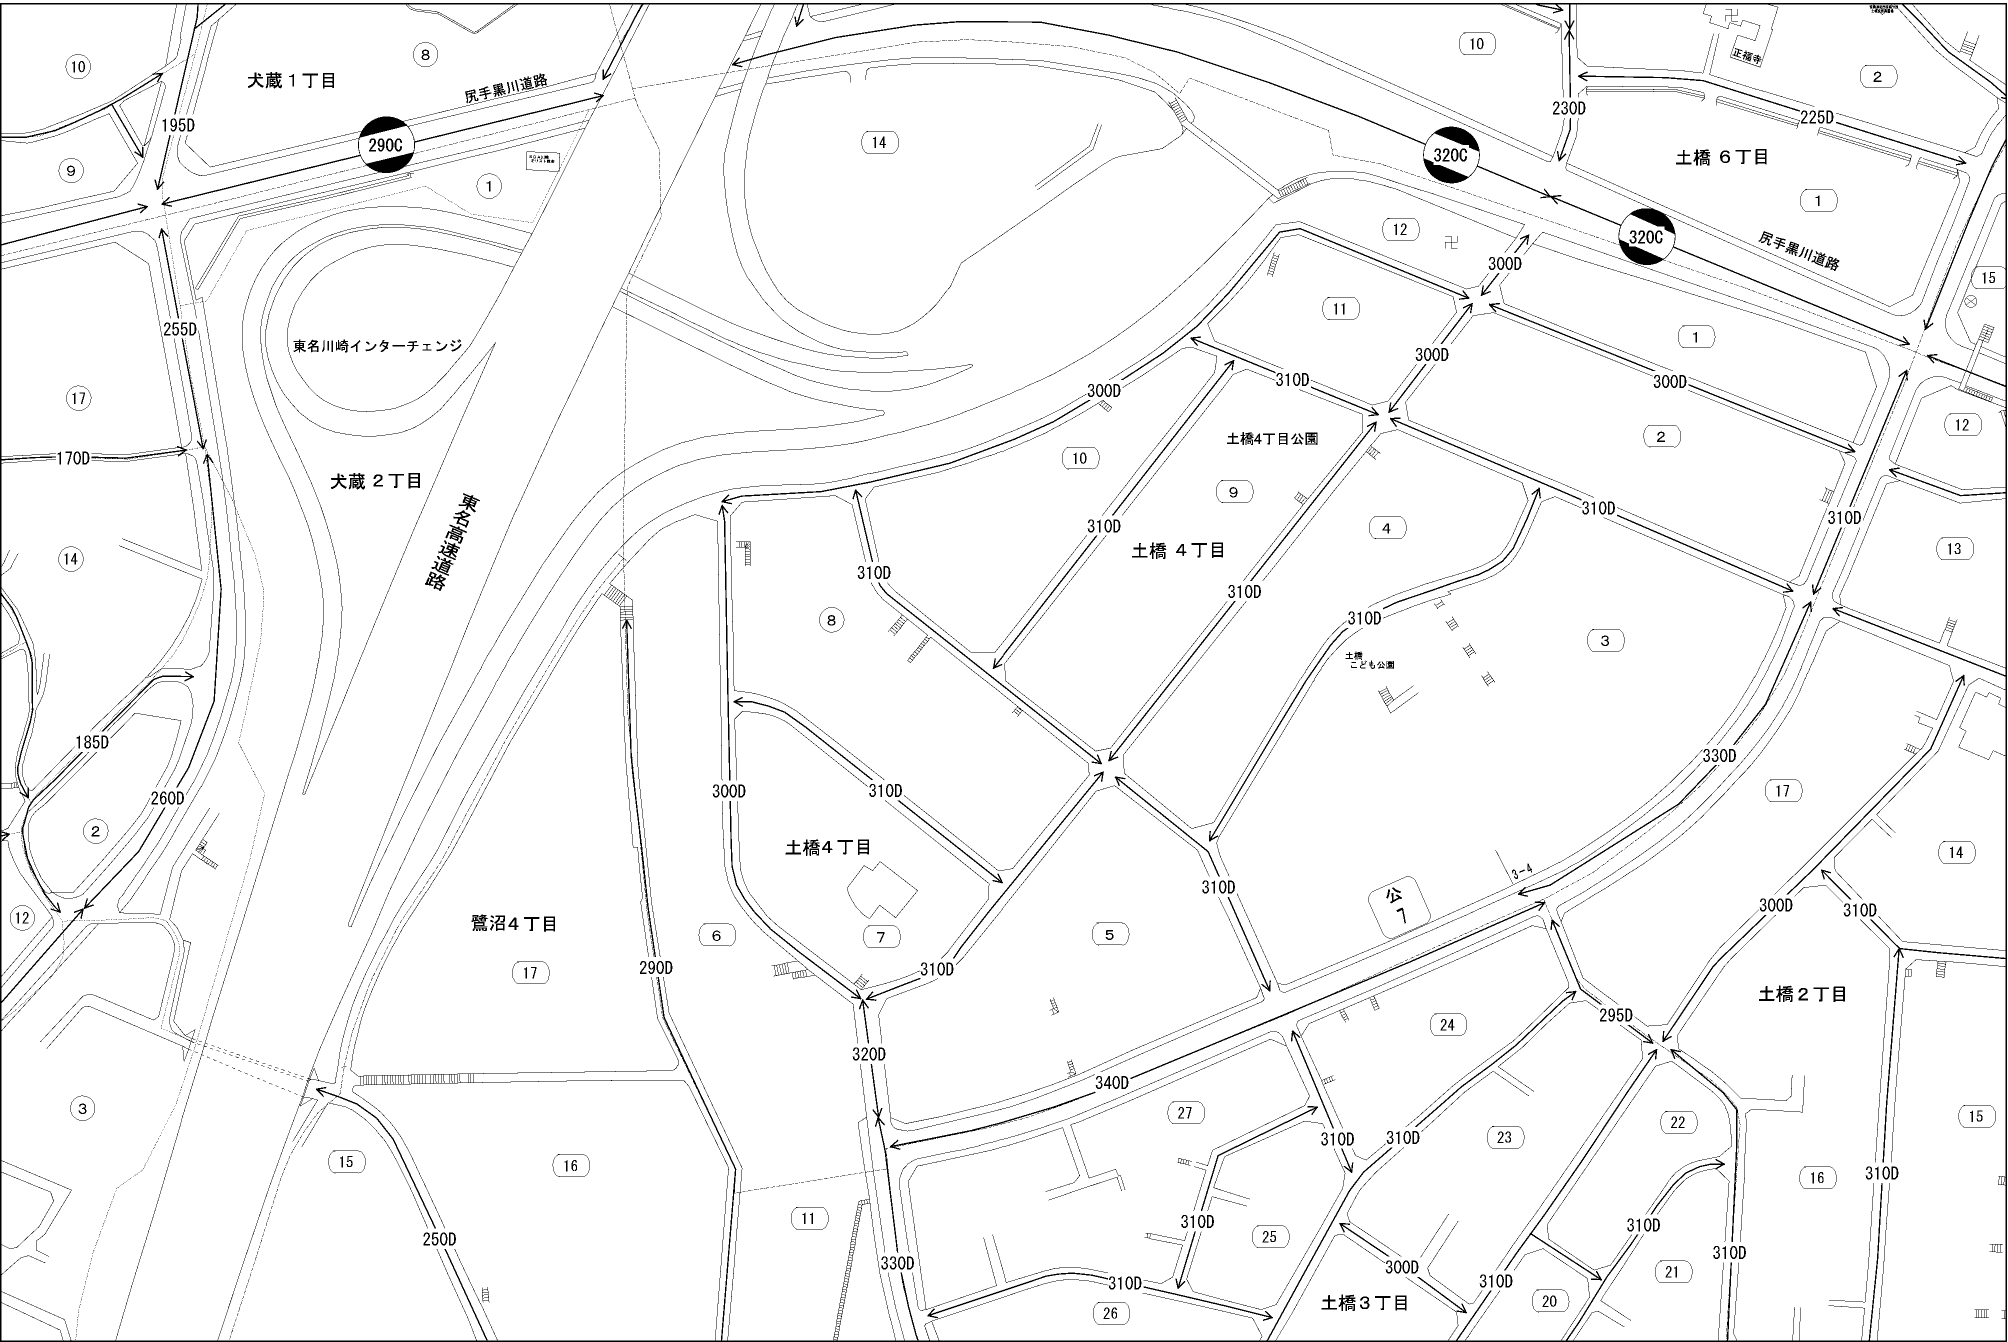 10
8
犬蔵１丁目
尻手黒川道路
195D
290C
9
1
14
10
230D
320C
正福寺
2
225D
土橋 ６丁目
1
320C
尻手黒川道路
15
12
300D
255D
東名川崎インターチェンジ
11
300D
1
300D
17
300D
310D
12
170D
犬蔵 ２丁目
東名高速道路
10
土橋4丁目公園
9
2
310D
310D
310D
4
310D
14
土橋 ４丁目
13
310D
310D
8
310D
3
土橋
こども公園
185D
260D
2
300D
310D
330D
17
土橋４丁目
14
12
鷺沼４丁目
17
6
7
5
310D
3-4
公
7
300D
310D
290D
310D
土橋２丁目
295D
24
320D
340D
3
27
310D
310D
23
22
15
15
16
16
310D
11
310D
25
310D
310D
250D
330D
310D
300D
310D
21
26
土橋３丁目
20